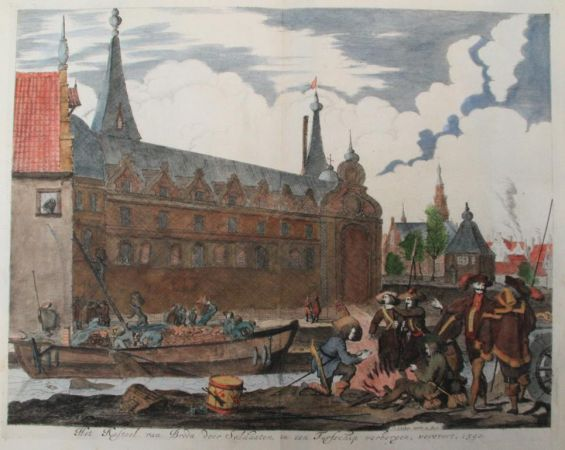 Het Kasteel van Breda door Soldaaten, in een Turfschip verborgen, verovert, 1590.